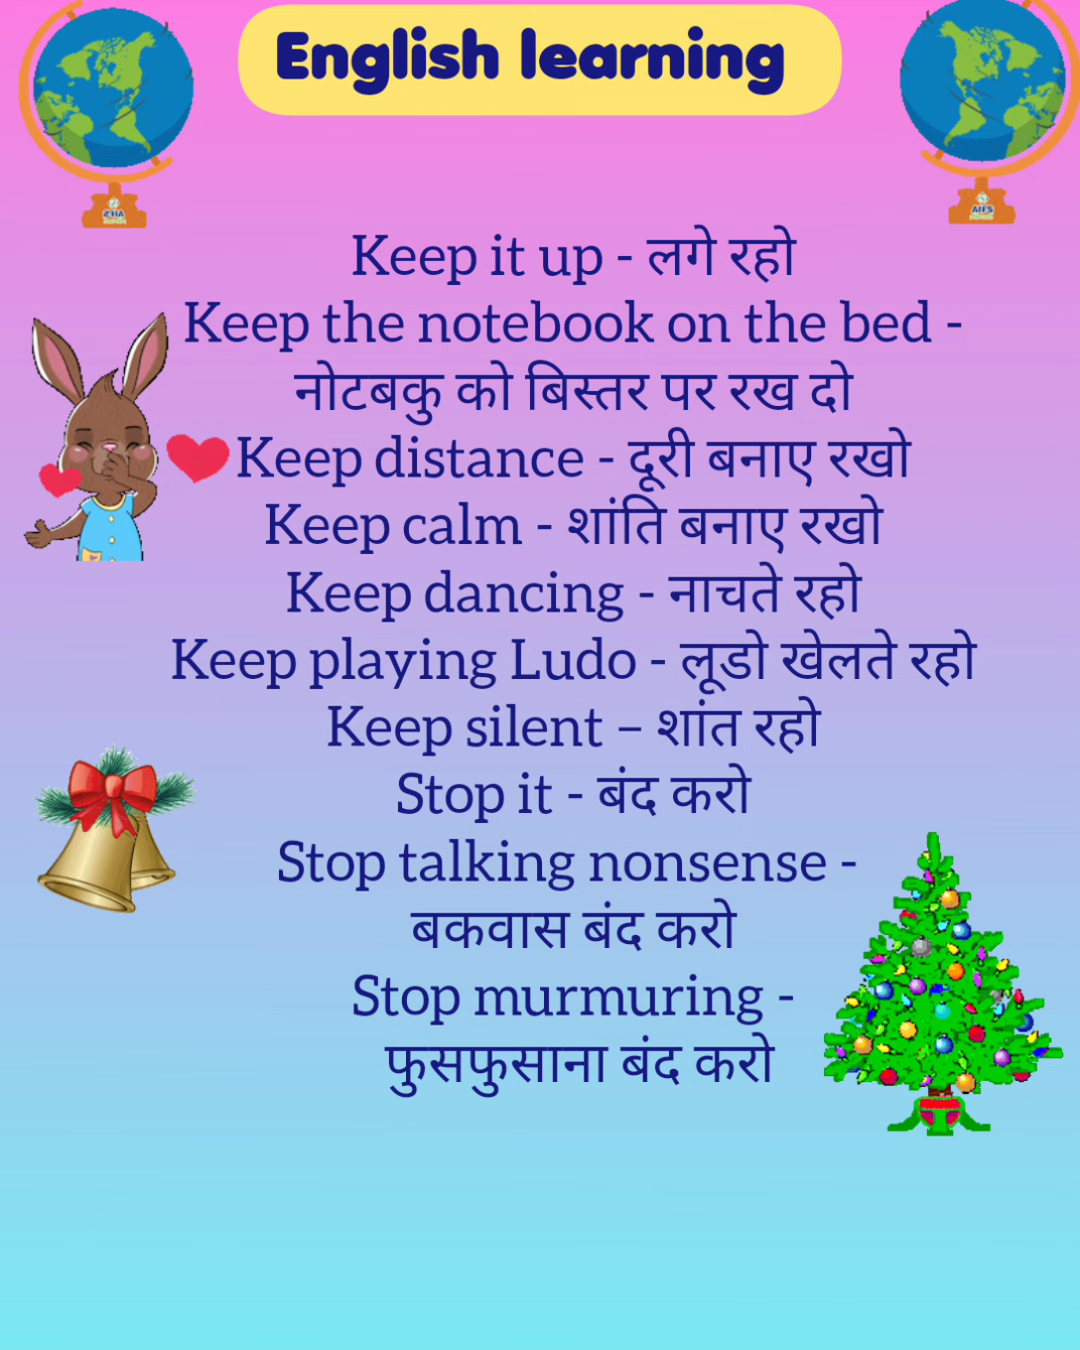 English learning
Keep it up - लगे रहो
Keep the notebook on the bed -
नोटबकु को बिस्तर पर रख दो
Keep distance - दूरी बनाए रखो
Keep calm - शांति बनाए रखो
Keep dancing - नाचते रहो
Keep playing Ludo - लूडो खेलते रहो
Keep silent – शांत रहो
Stop it - बंद करो
Stop talking nonsense -
बकवास बंद करो
Stop murmuring -
फुसफुसाना बंद करो
AIFS